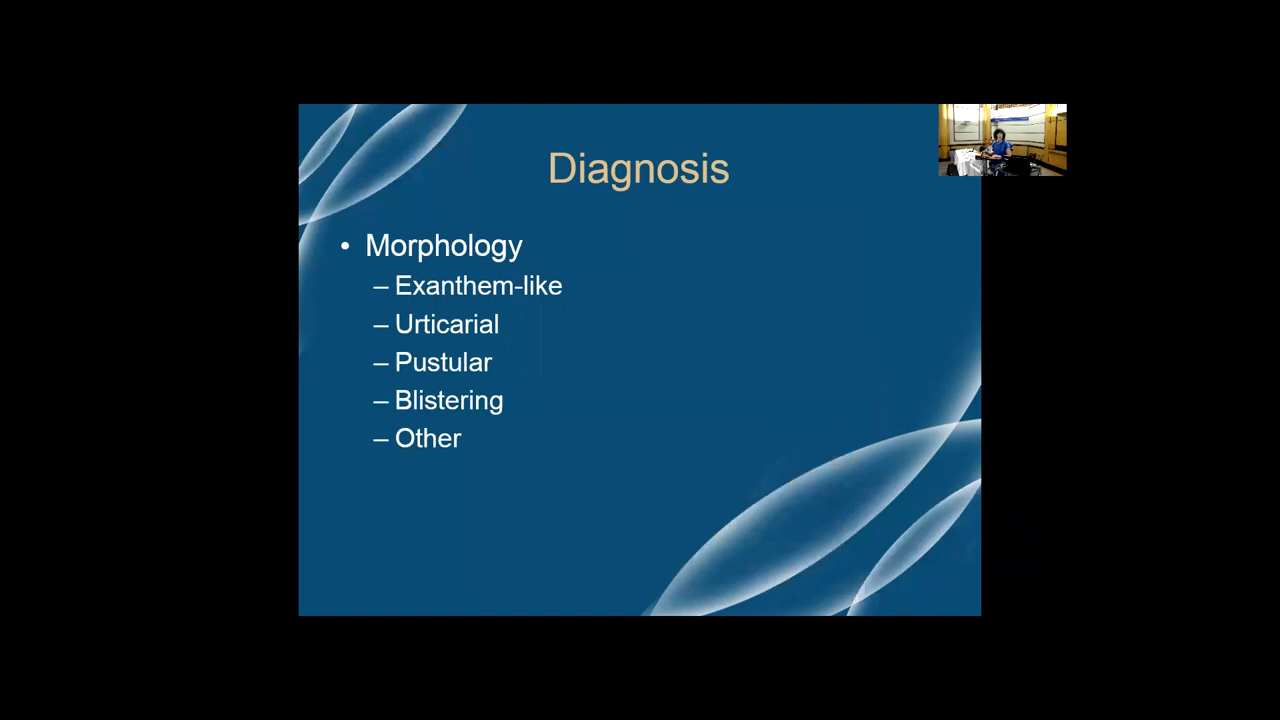 Diagnosis
• Morphology
– Exanthem-like
– Urticarial
– Pustular
– Blistering
– Other